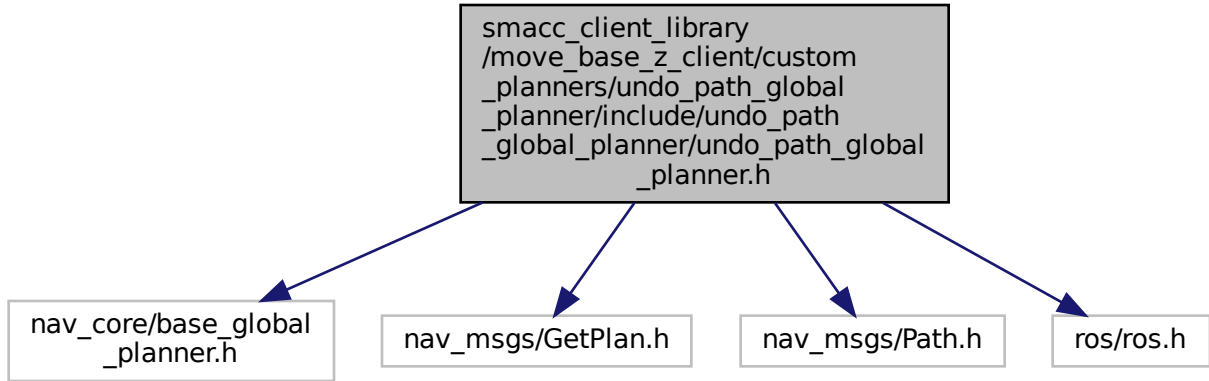 smacc_client_library
/move_base_z_client/custom
_planners/undo_path_global
_planner/include/undo_path
_global_planner/undo_path_global
_planner.h
nav_core/base_global
_planner.h
nav_msgs/GetPlan.h
nav_msgs/Path.h
ros/ros.h